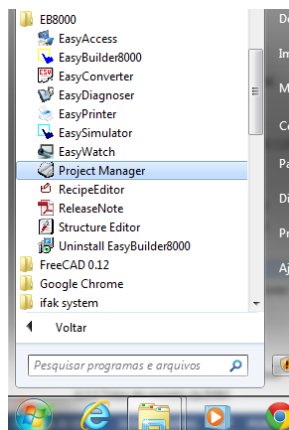 EB8000
EasyAccess
EasyBuilder8000
EasyConverter
EasyDiagnoser
EasyPrinter
EasySimulator
EasyWatch
Project Manager
RecipeEditor
ReleaseNote
Structure Editor
Uninstall EasyBuilder8000
FreeCAD 0.12
Google Chrome
ifak system
Voltar
Pesquisar programas e arquivos